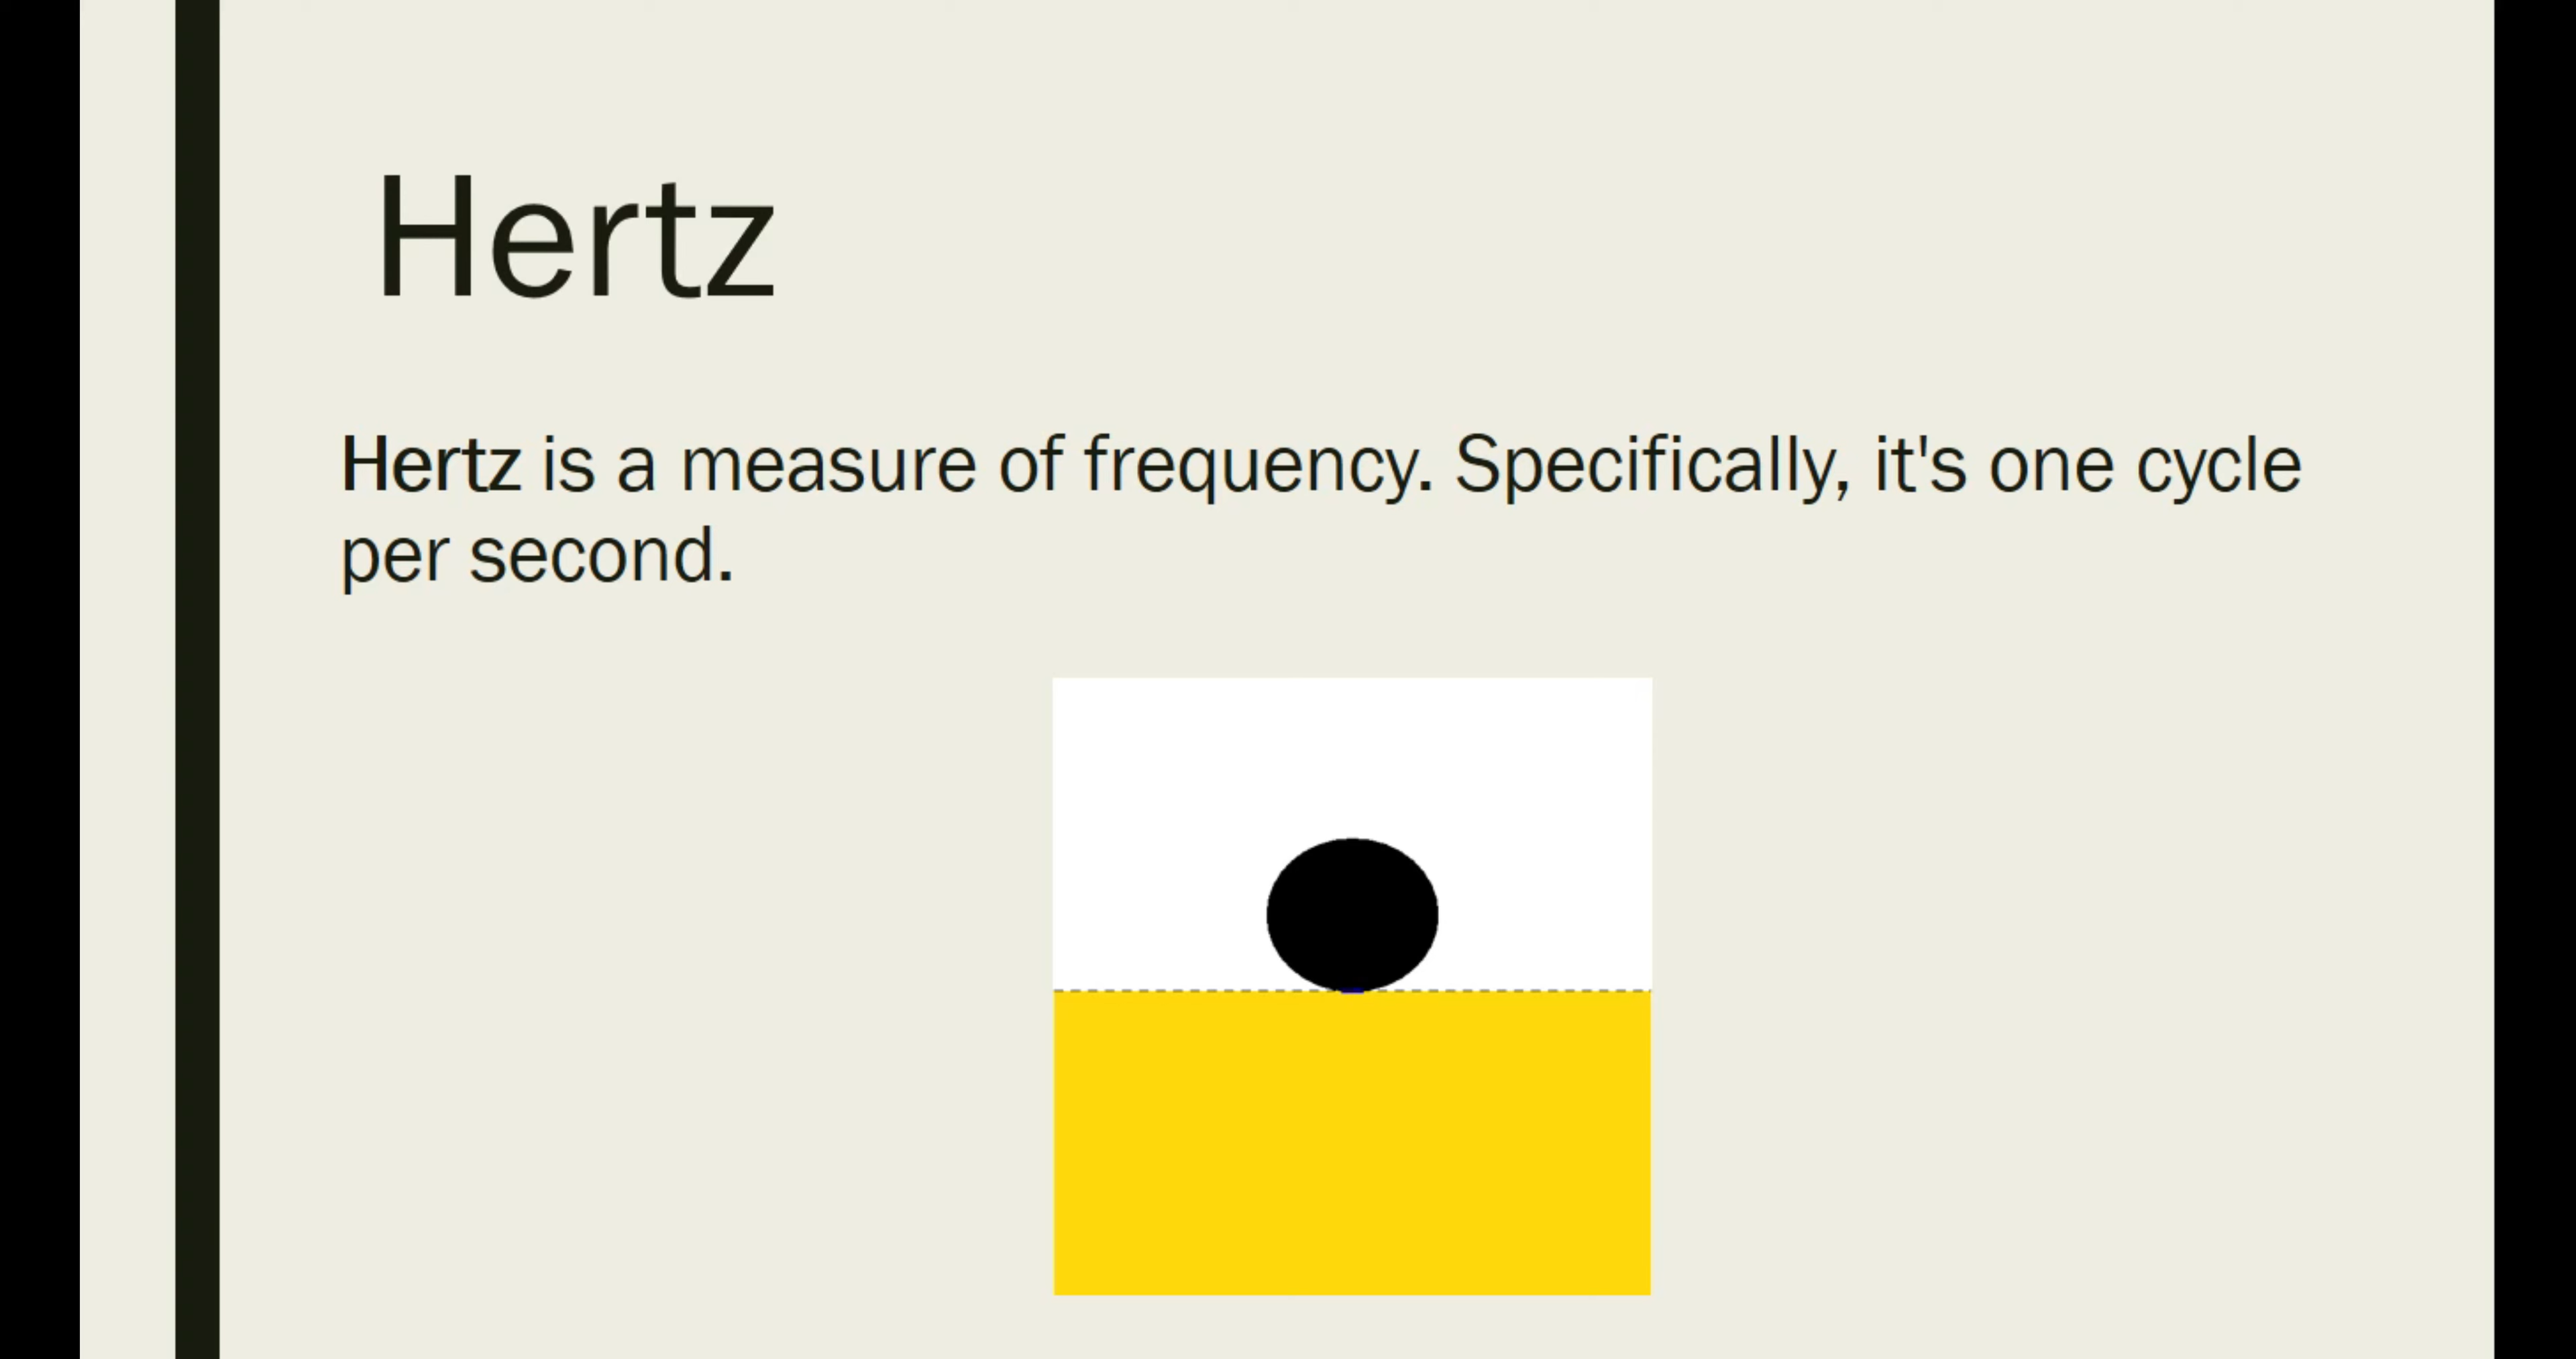 Hertz
Hertz is a measure of frequency. Specifically, it's one cycle
per second.